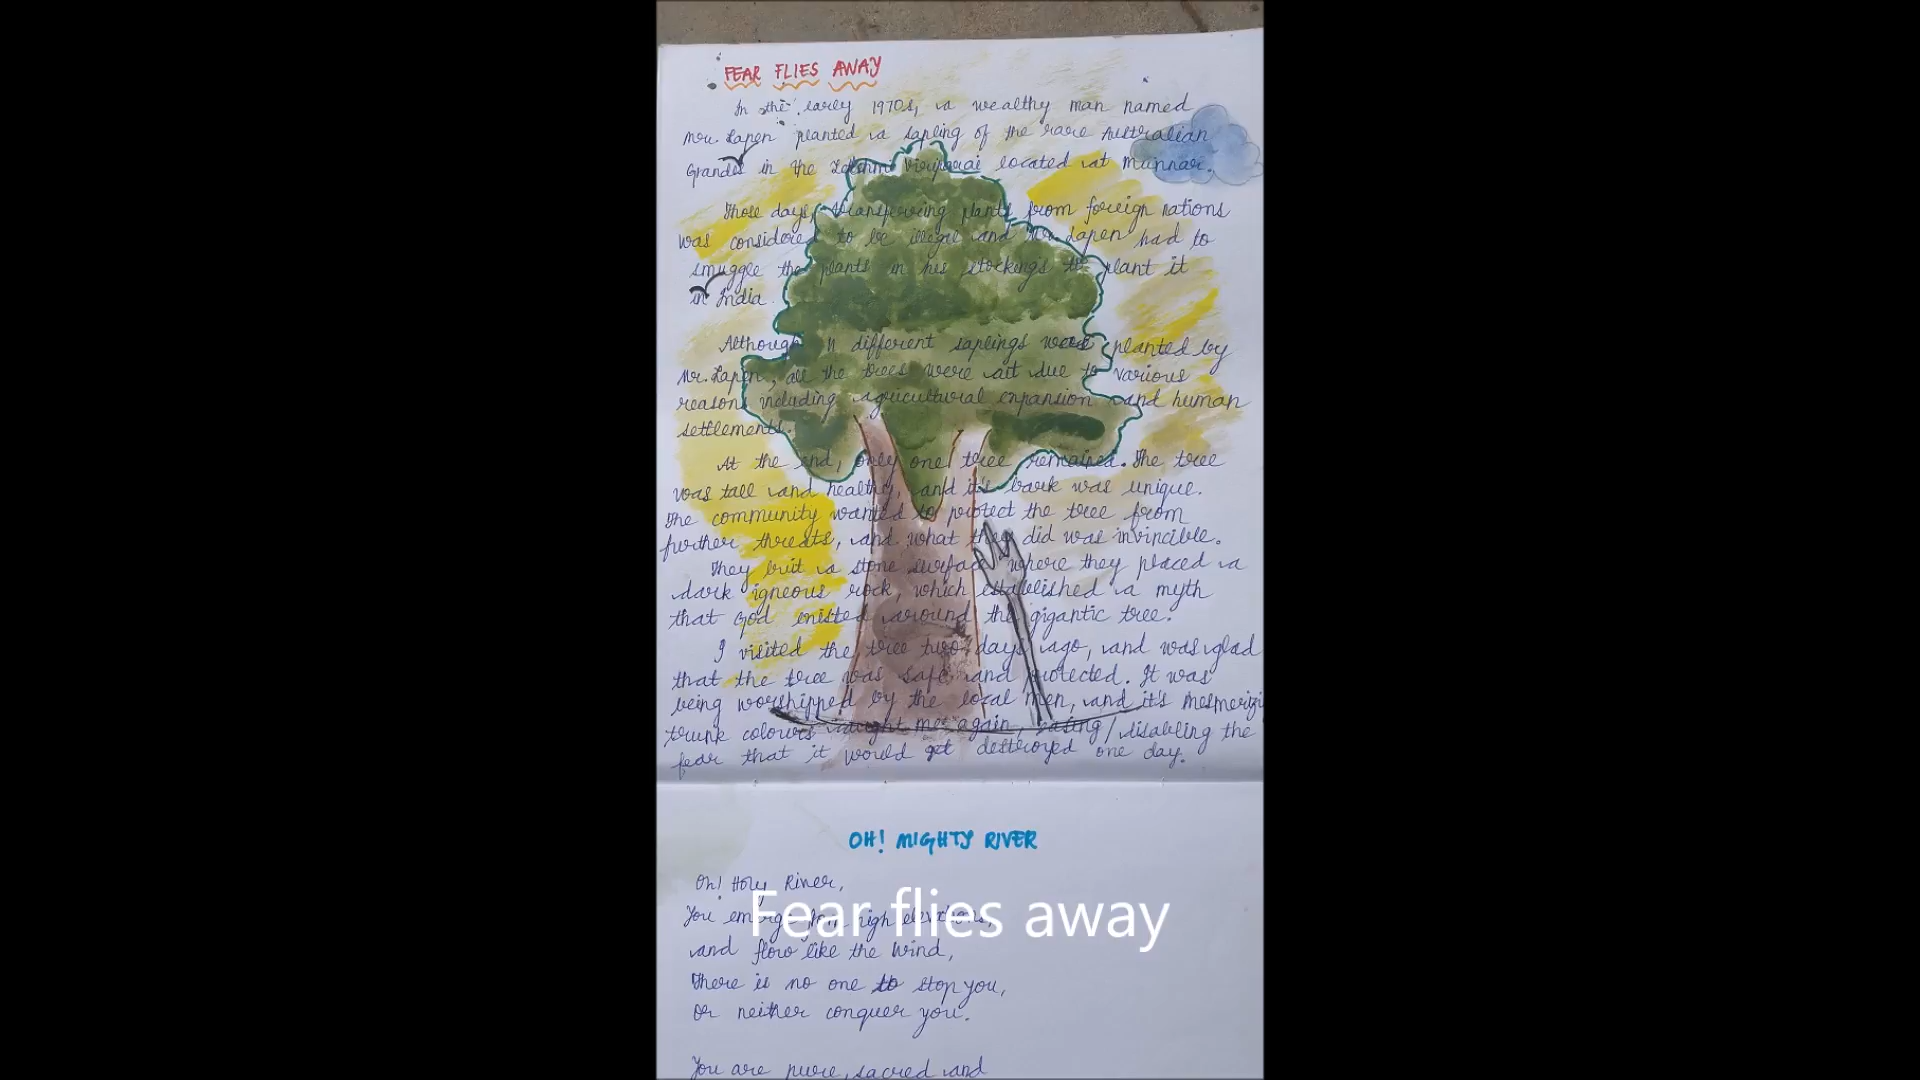 FEAR FLIES AWAY
In the early 1970s, a wealthy man named
Mr. Lapen planted a sapling of the rare Australian
Grandis in the Lakshmi located at Munnar.
Those days, transferring plants from foreign nations
was considered to be illegal and Mr. Lapen had to
smuggle the plants in his stockings to plant it
in India.
Although different saplings were planted by
Mr. Lapen, all the trees were cut due to various
reasons including agricultural expansion and human
settlements.
At the end, only one tree remained. The tree
was tall and healthy, and it's bark was unique.
The community wanted to protect the tree from
further threats, and what they did was invincible.
They buit a stone surface where they placed a
dark igneous rock, which established a myth
that God existed around the gigantic tree.
I visited the tree two days ago, and was glad
that the tree was safe and protected. It was
being worshipped by the local men, and it's mesmerizi
trunk colours caught me again, easing/disabling the
fear that it would get destroyed one day.
OH! MIGHTY RIVER
Oh! Holy River,
You emerge from high elevations,
and flow like the wind,
There is no one to stop you,
Or neither conquer you.
You are pure, sacred and
Fear flies away